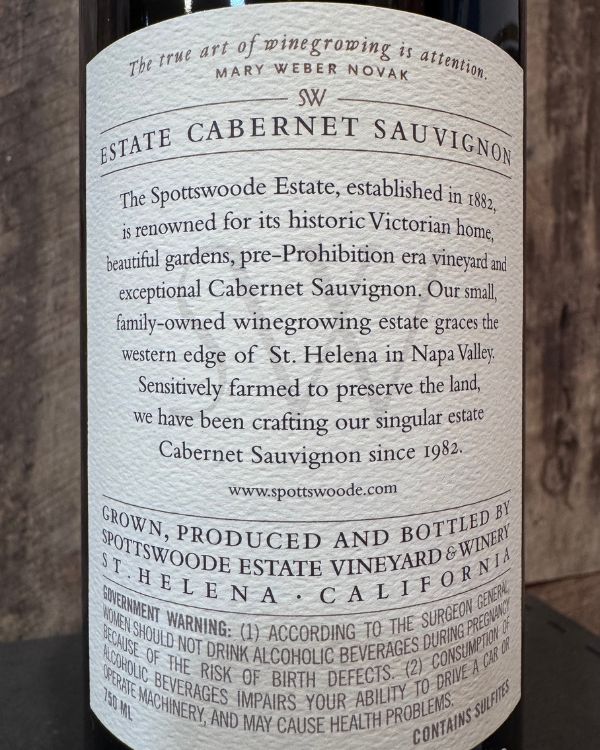 The true art of winegrowing is attention.
MARY WEBER NOVAK
SW
ESTATE CABERNET SAUVIGNON
The Spottswoode Estate, established in 1882,
is renowned for its historic Victorian home,
beautiful gardens, pre-Prohibition era vineyard and
exceptional Cabernet Sauvignon. Our small,
family-owned winegrowing estate graces the
western edge of St. Helena in Napa Valley.
Sensitively farmed to preserve the land,
we have been crafting our singular estate
Cabernet Sauvignon since 1982.
www.spottswoode.com
GROWN, PRODUCED AND BOTTLED BY
SPOTTSWOODE ESTATE VINEYARD & WINERY
ST. HELENA · CALIFORNIA
GOVERNMENT WARNING: (1) ACCORDING TO THE SURGEON GENERAL,
WOMEN SHOULD NOT DRINK ALCOHOLIC BEVERAGES DURING PREGNANCY
BECAUSE OF THE RISK OF BIRTH DEFECTS. (2) CONSUMPTION OF
ALCOHOLIC BEVERAGES IMPAIRS YOUR ABILITY TO DRIVE A CAR OR
OPERATE MACHINERY, AND MAY CAUSE HEALTH PROBLEMS.
750 ML
CONTAINS SULFITES